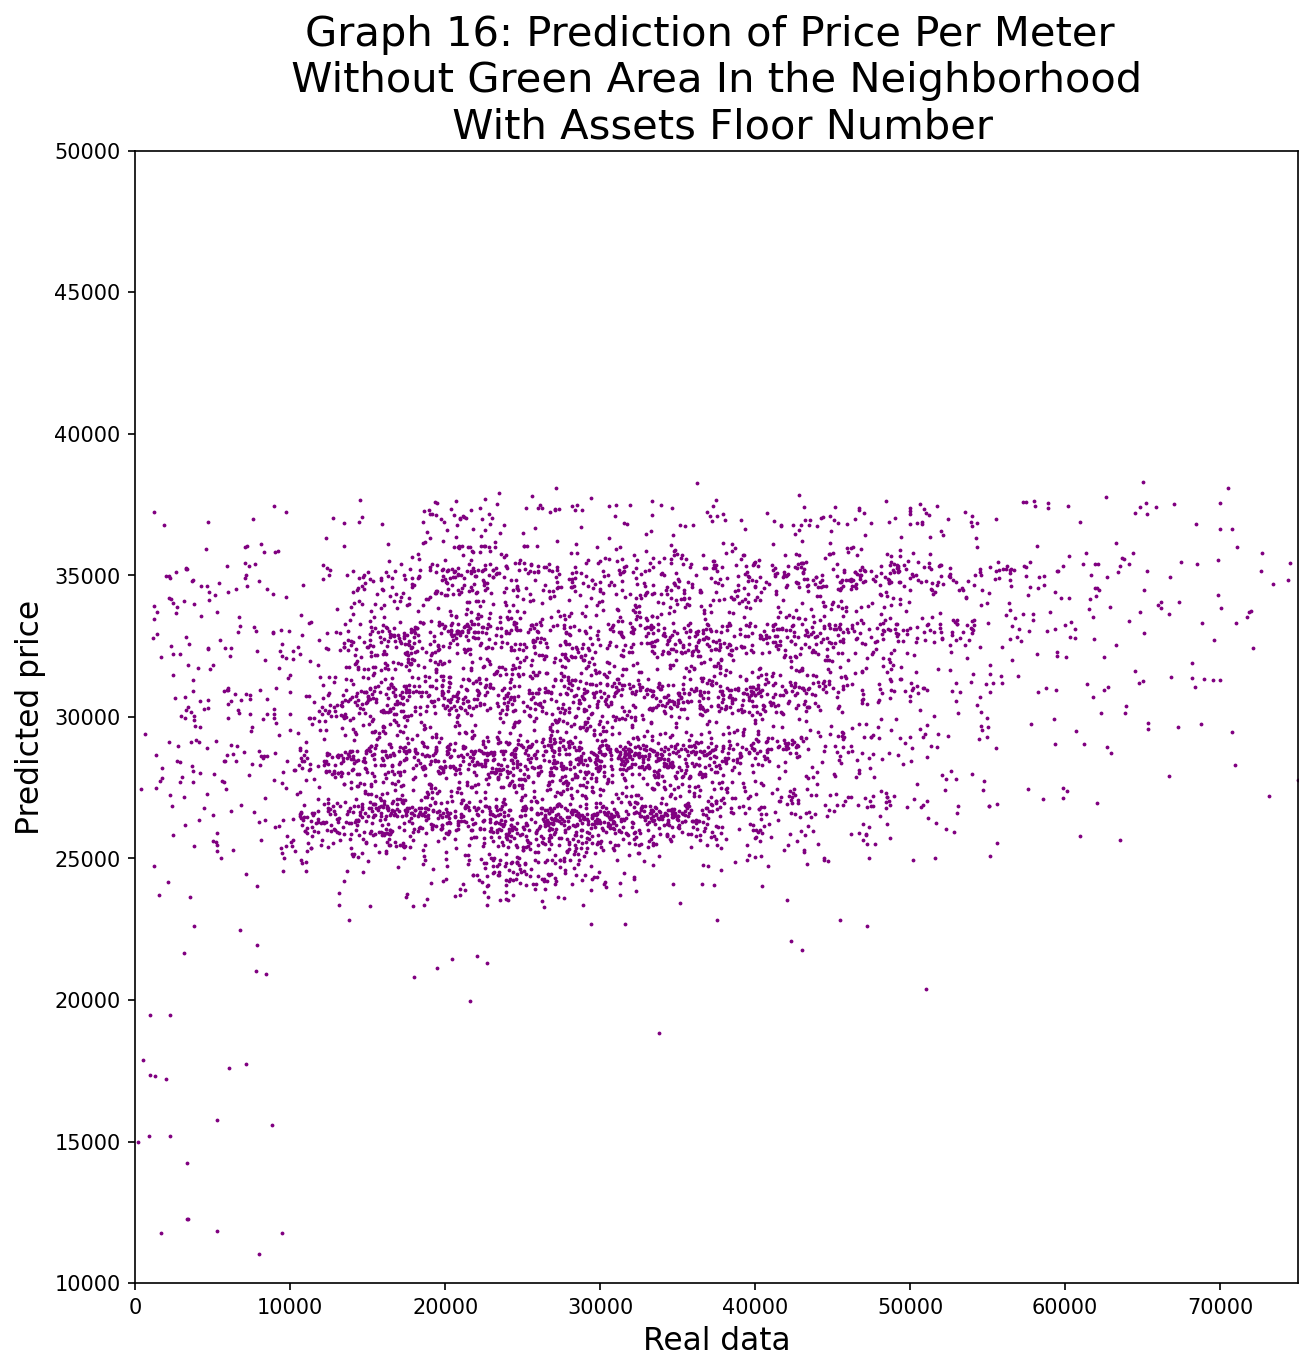 Graph 16: Prediction of Price Per Meter
Without Green Area In the Neighborhood
With Assets Floor Number
50000
45000
40000
35000
30000
25000
20000
15000
10000
Predicted price
0 10000 20000 30000 40000 50000 60000 70000
Real data